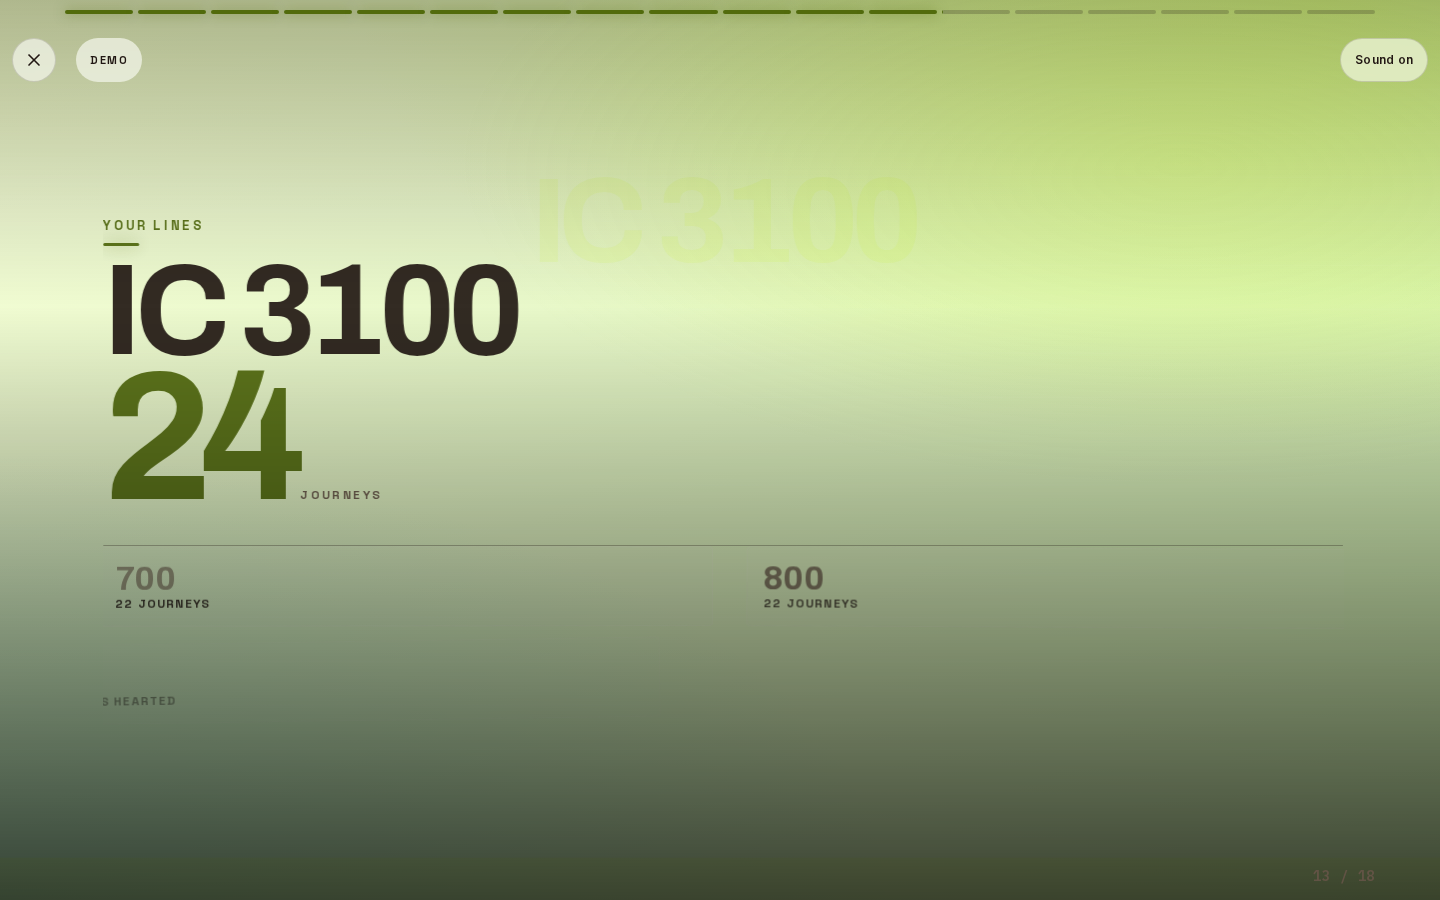 DEMO
Sound on
IC 3100
YOUR LINES
IC 3100
24 JOURNEYS
700
22 JOURNEYS
800
22 JOURNEYS
S HEARTED
13 / 18